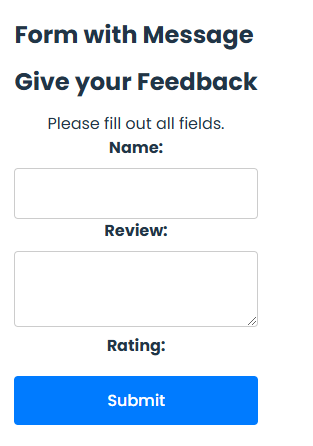 Form with Message
Give your Feedback
Please fill out all fields.
Name:
Review:
Rating:
Submit